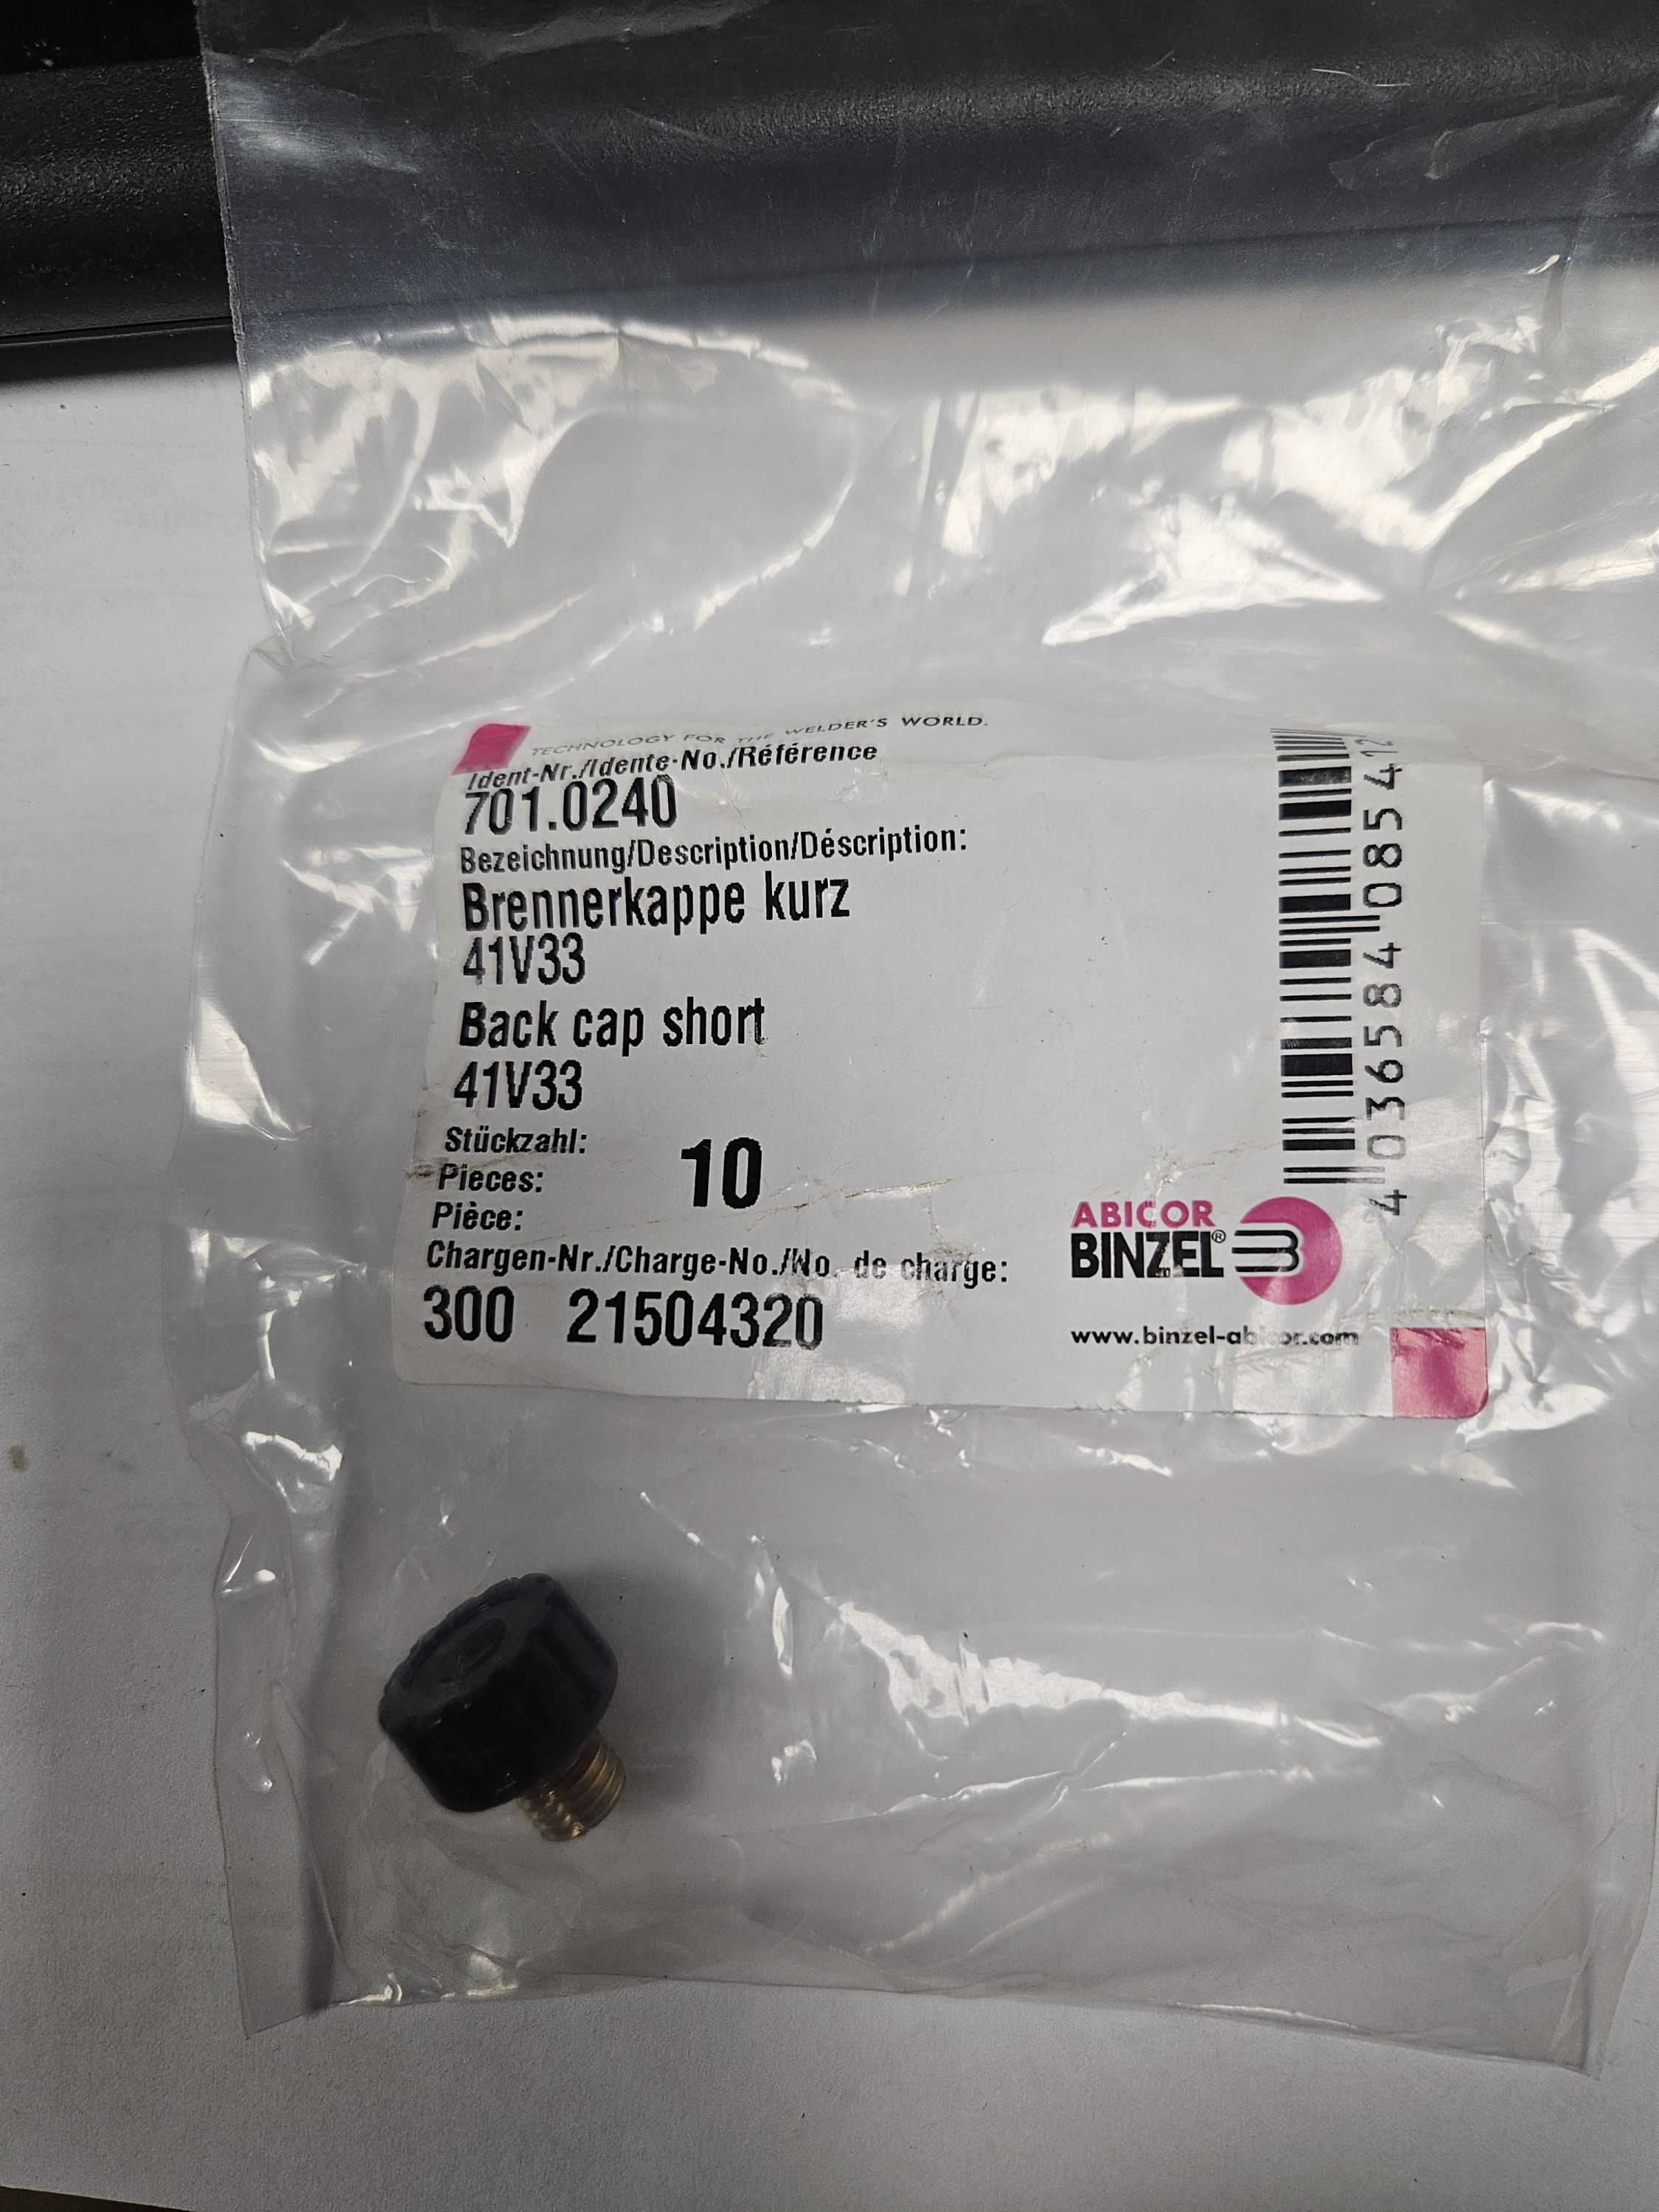 TECHNOLOGY FOR THE WELDER'S WORLD.
Ident-Nr./Idente-No./Référence
701.0240
Bezeichnung/Description/Déscription:
Brennerkappe kurz
41V33
Back cap short
41V33
Stückzahl:
Pieces:
Pièce:
10
Chargen-Nr./Charge-No./No. de charge:
300 21504320
4 036584 085412
ABICOR
BINZEL®
www.binzel-abicor.com